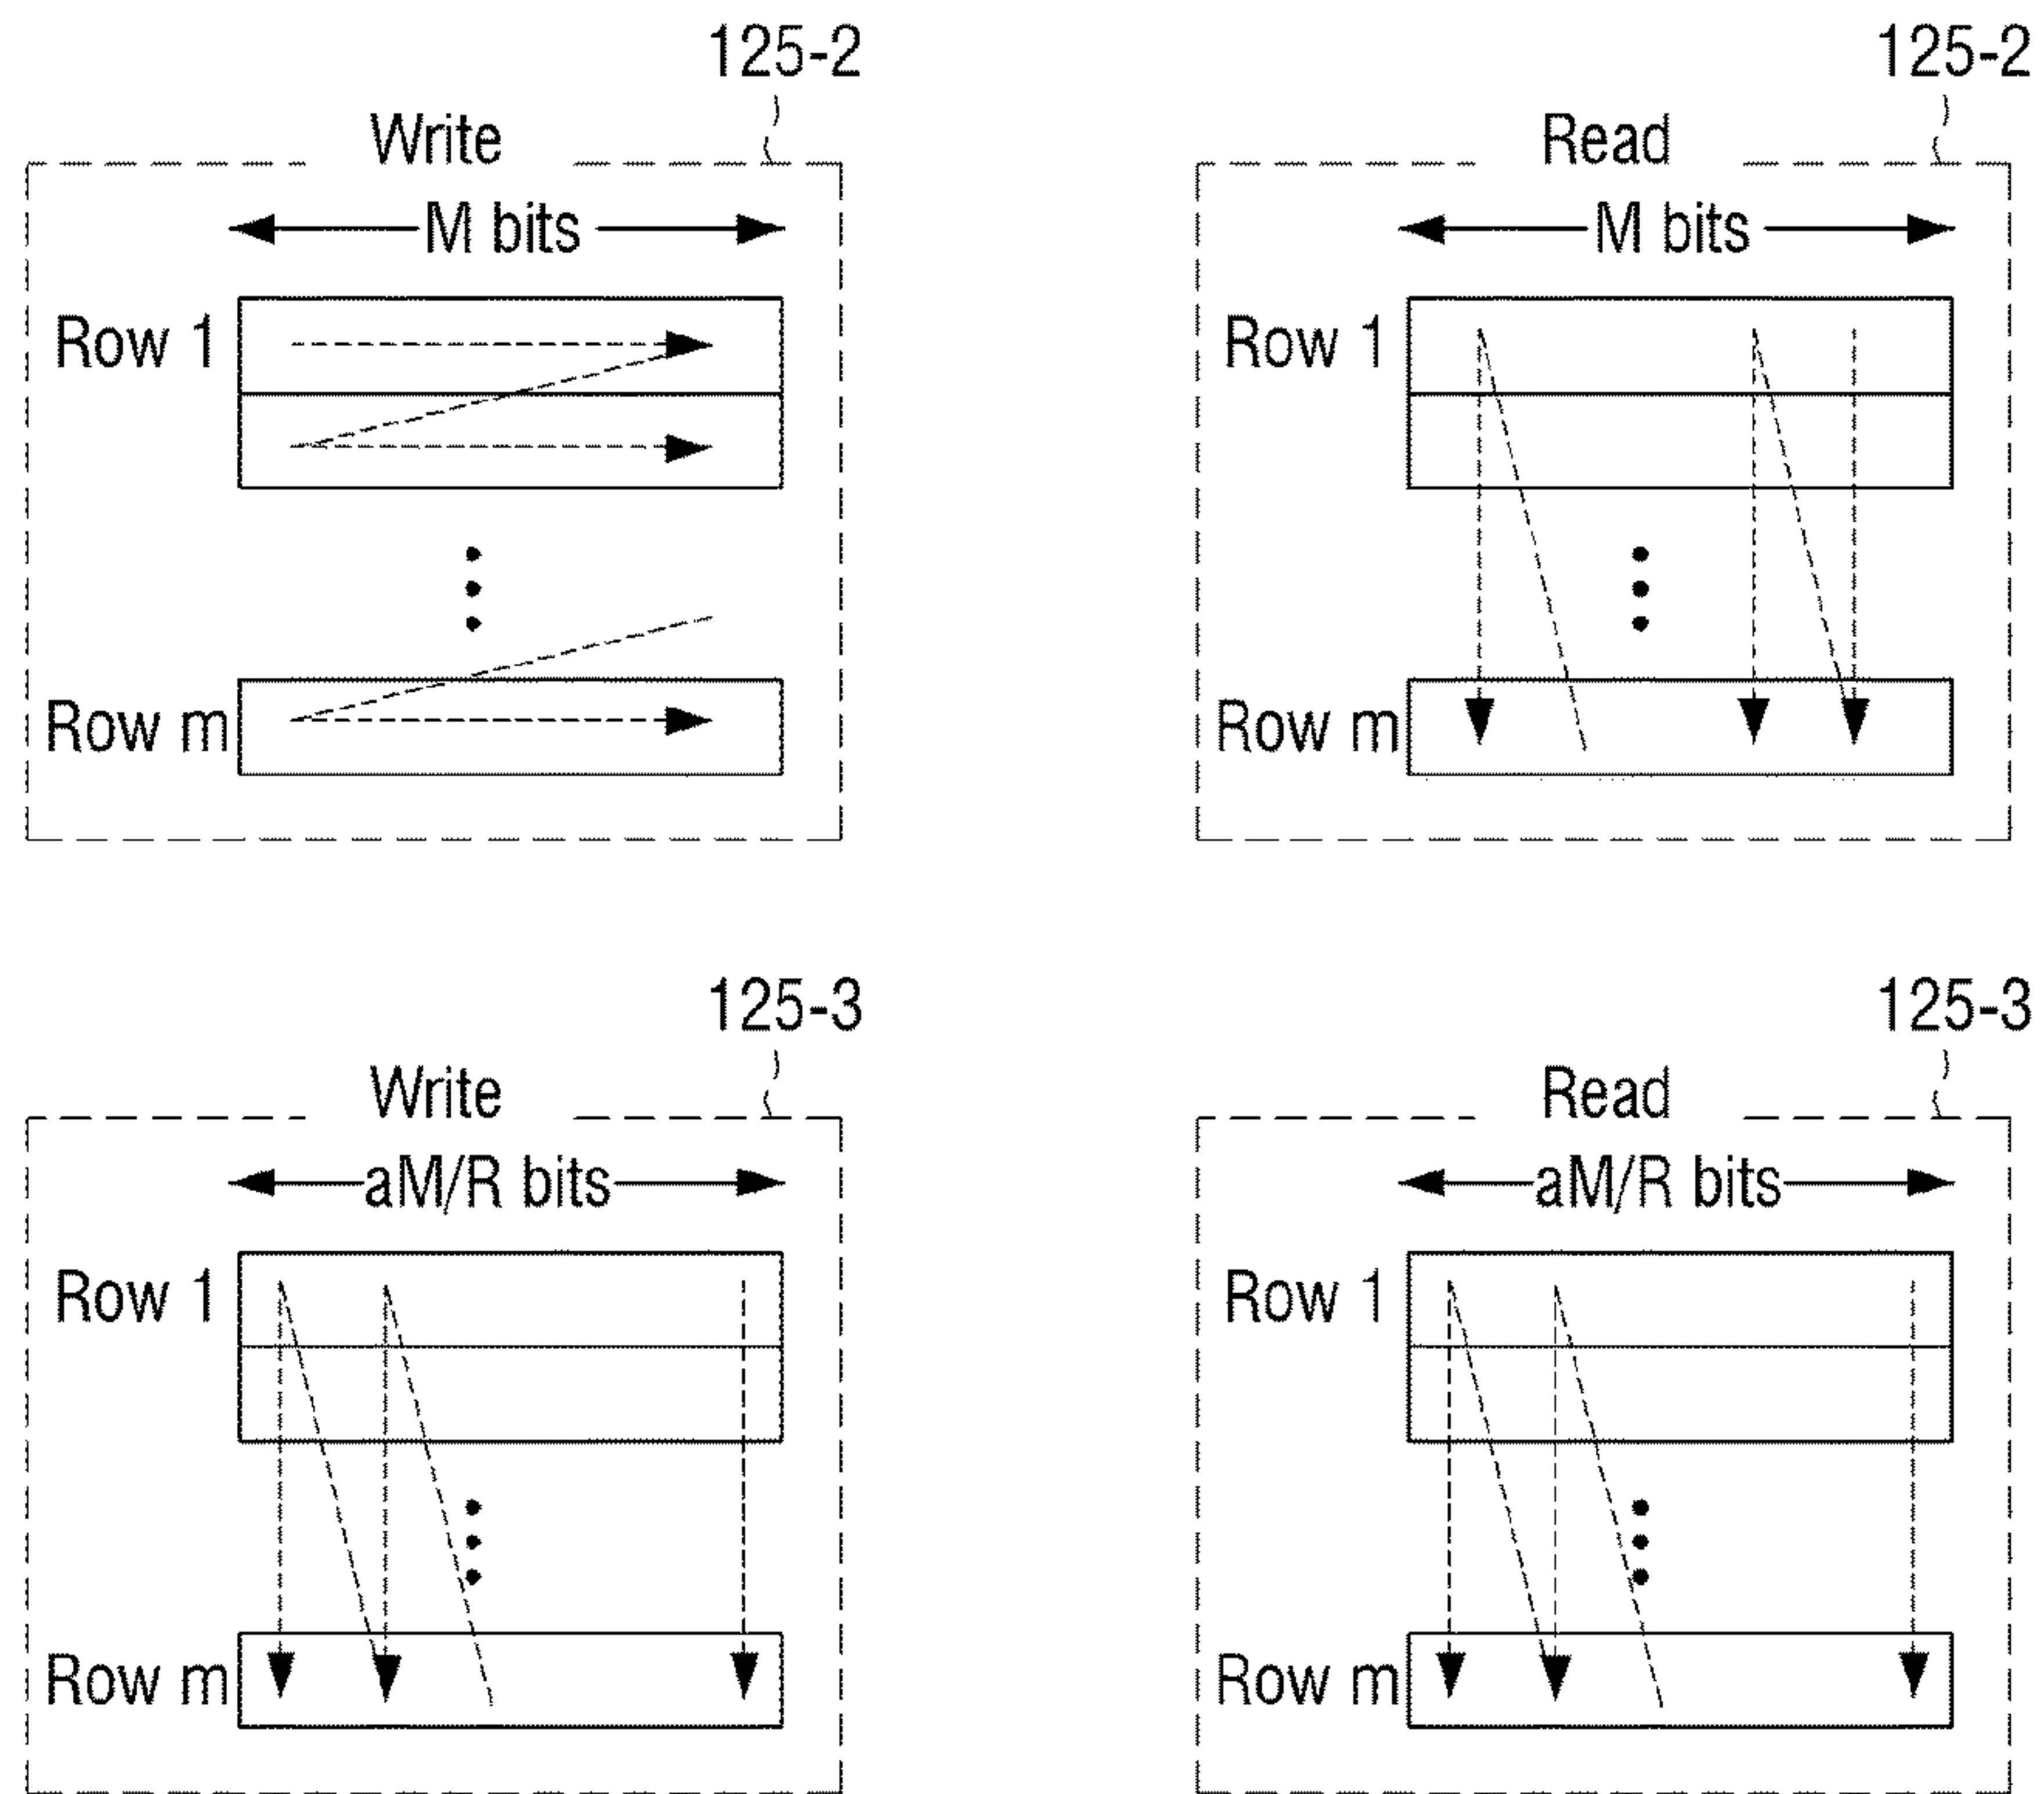 125-2
125-2
Write
Read
M bits
M bits
Row 1
Row 1
Row m
Row m
125-3
125-3
Write
Read
aM/R bits
aM/R bits
Row 1
Row 1
Row m
Row m